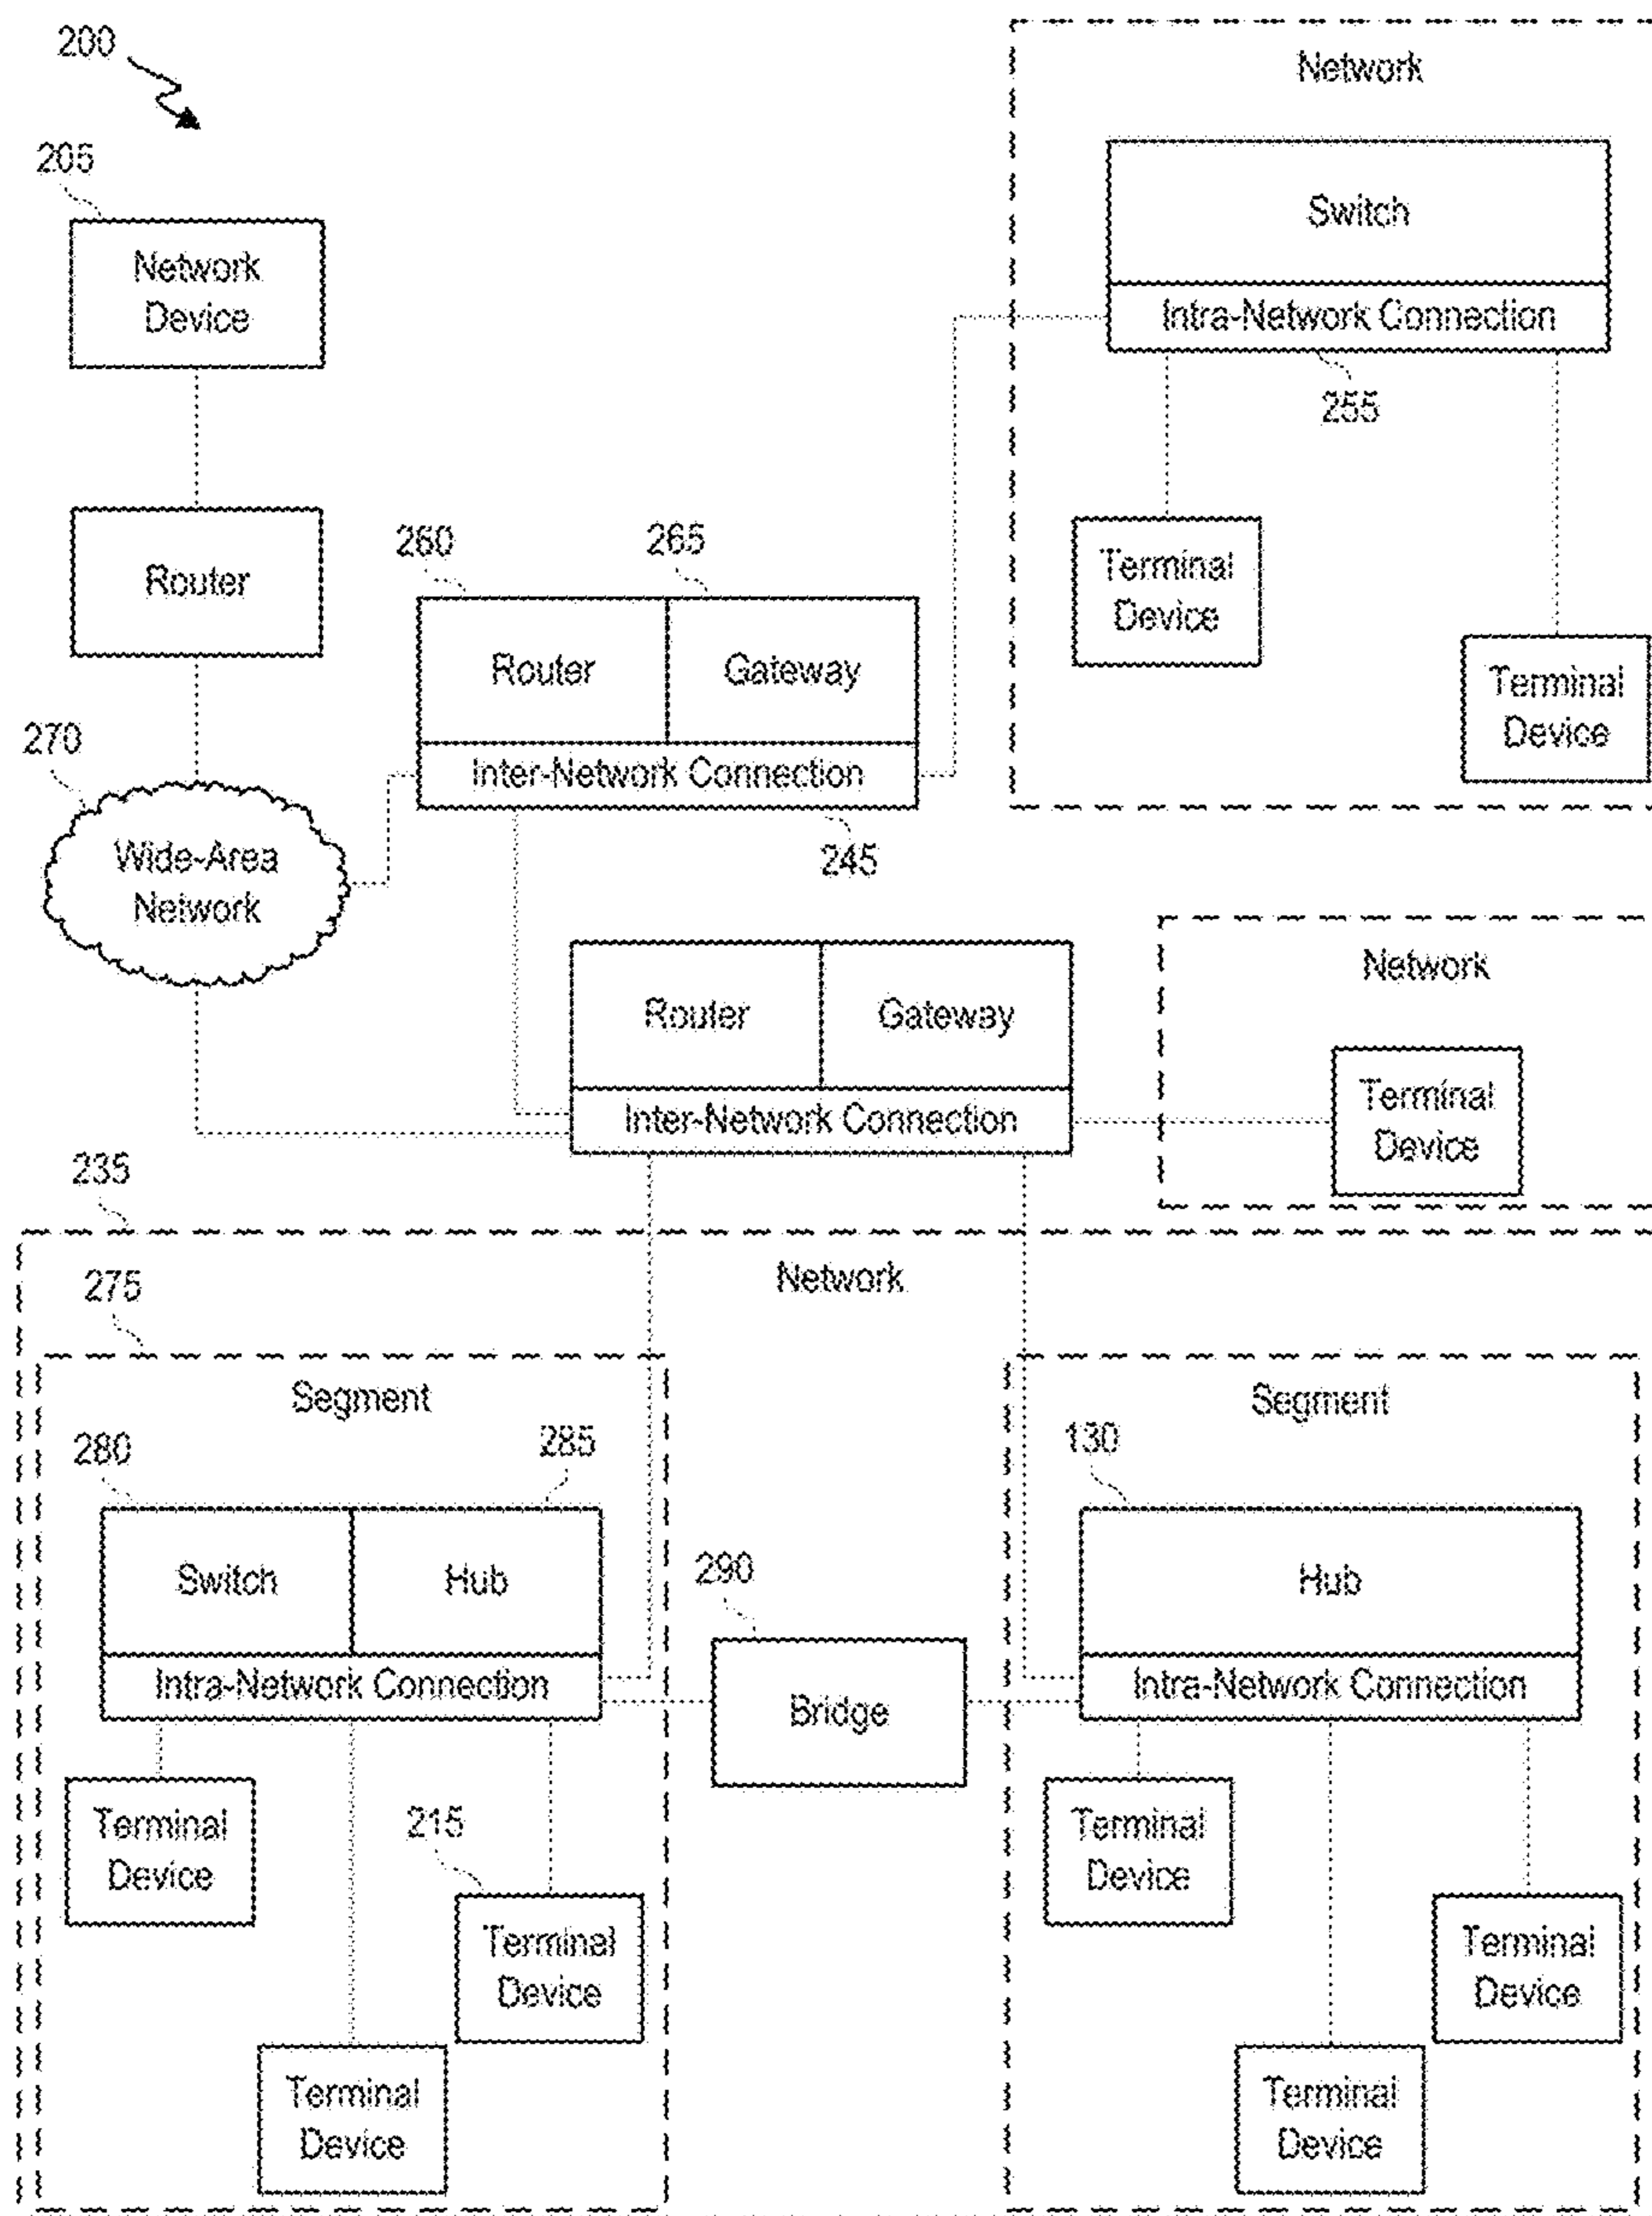 200
Network
205
Switch
Network
Device
Intra-Network Connection
255
Router
260
265
Terminal
Device
Router
Gateway
Terminal
Device
270
Inter-Network Connection
245
Wide-Area
Network
Network
Router
Gateway
Terminal
Device
Inter-Network Connection
235
Network
275
Segment
Segment
280
285
130
Switch
Hub
290
Hub
Intra-Network Connection
Bridge
Intra-Network Connection
Terminal
Device
215
Terminal
Device
Terminal
Device
Terminal
Device
Terminal
Device
Terminal
Device